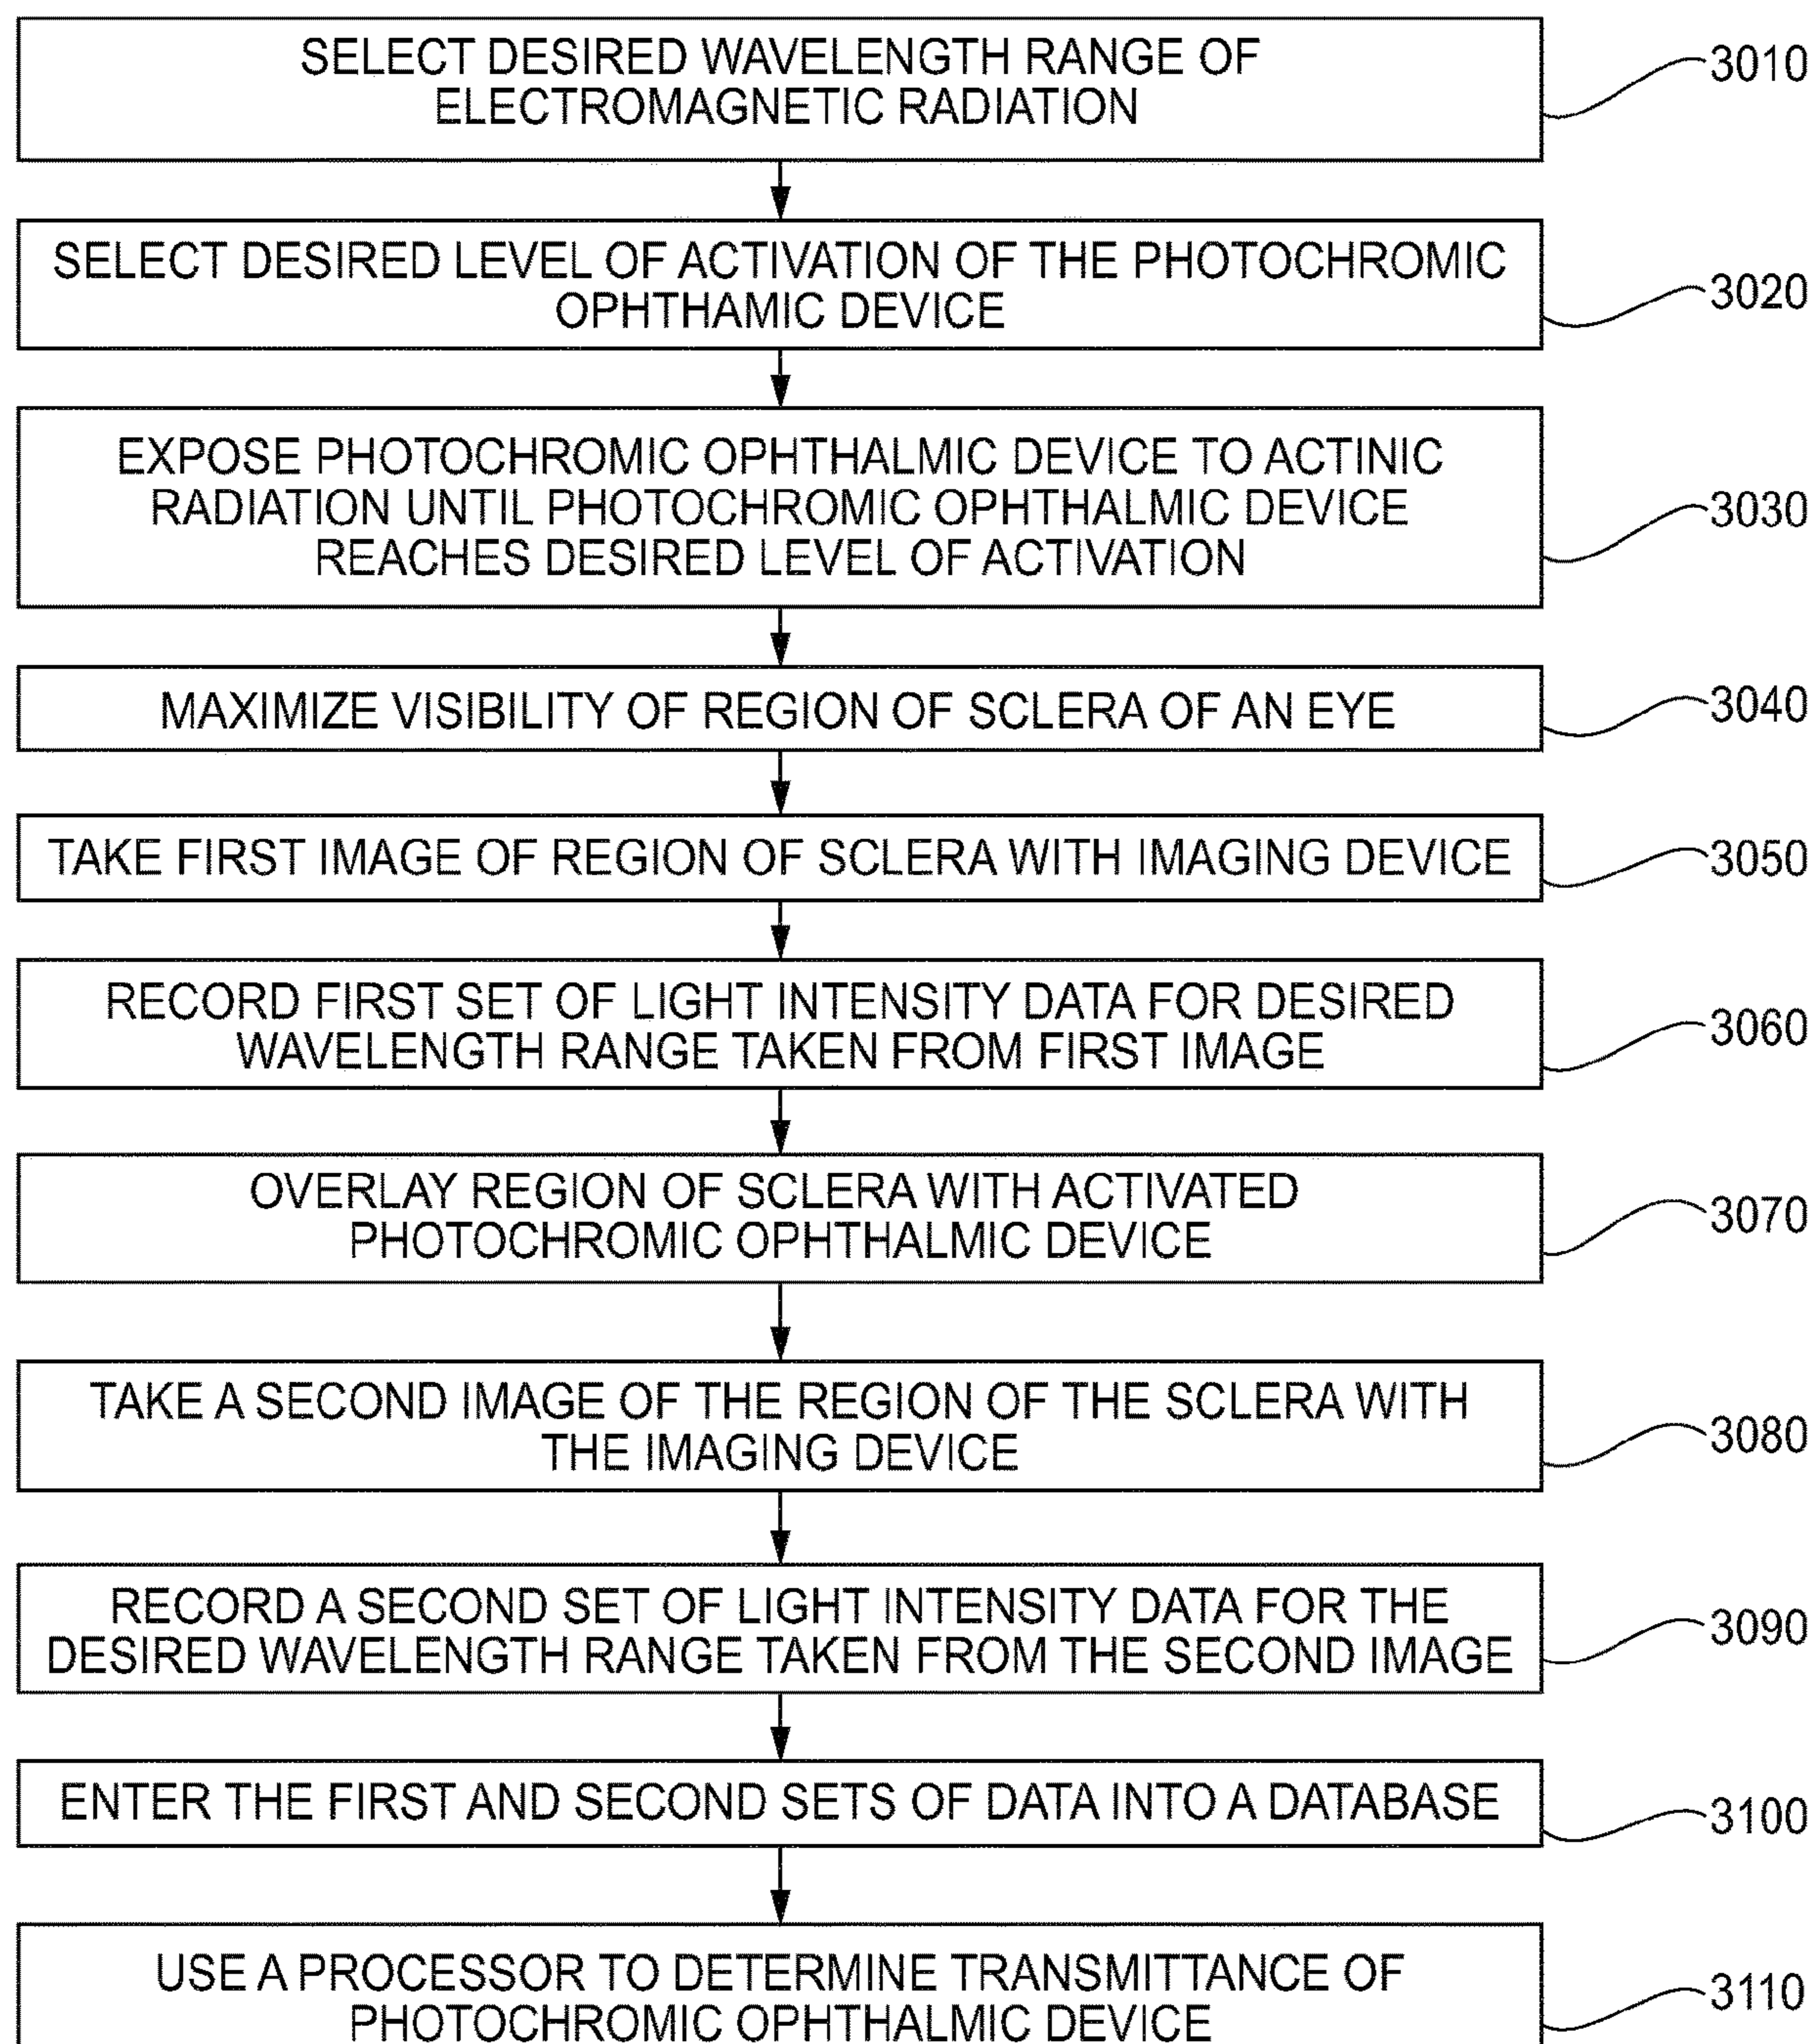 SELECT DESIRED WAVELENGTH RANGE OF
ELECTROMAGNETIC RADIATION
3010
SELECT DESIRED LEVEL OF ACTIVATION OF THE PHOTOCHROMIC
OPHTHAMIC DEVICE
3020
EXPOSE PHOTOCHROMIC OPHTHALMIC DEVICE TO ACTINIC
RADIATION UNTIL PHOTOCHROMIC OPHTHALMIC DEVICE
REACHES DESIRED LEVEL OF ACTIVATION
3030
MAXIMIZE VISIBILITY OF REGION OF SCLERA OF AN EYE
3040
TAKE FIRST IMAGE OF REGION OF SCLERA WITH IMAGING DEVICE
3050
RECORD FIRST SET OF LIGHT INTENSITY DATA FOR DESIRED
WAVELENGTH RANGE TAKEN FROM FIRST IMAGE
3060
OVERLAY REGION OF SCLERA WITH ACTIVATED
PHOTOCHROMIC OPHTHALMIC DEVICE
3070
TAKE A SECOND IMAGE OF THE REGION OF THE SCLERA WITH
THE IMAGING DEVICE
3080
RECORD A SECOND SET OF LIGHT INTENSITY DATA FOR THE
DESIRED WAVELENGTH RANGE TAKEN FROM THE SECOND IMAGE
3090
ENTER THE FIRST AND SECOND SETS OF DATA INTO A DATABASE
3100
USE A PROCESSOR TO DETERMINE TRANSMITTANCE OF
PHOTOCHROMIC OPHTHALMIC DEVICE
3110